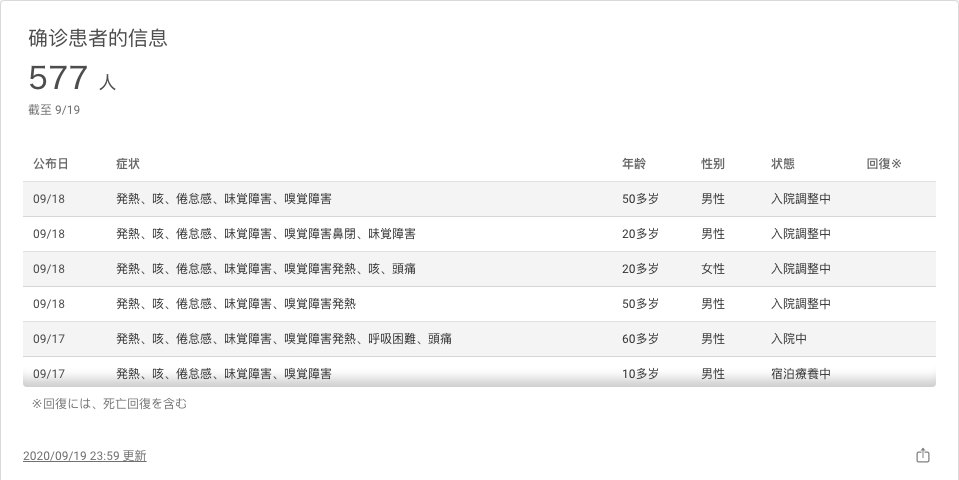 确诊患者的信息
577 人
截至 9/19
公布日 症状 年龄 性别 状態 回復※
09/18 発熱、咳、倦怠感、味覚障害、嗅覚障害 50多岁 男性 入院調整中
09/18 発熱、咳、倦怠感、味覚障害、嗅覚障害鼻閉、味覚障害 20多岁 男性 入院調整中
09/18 発熱、咳、倦怠感、味覚障害、嗅覚障害発熱、咳、頭痛 20多岁 女性 入院調整中
09/18 発熱、咳、倦怠感、味覚障害、嗅覚障害発熱 50多岁 男性 入院調整中
09/17 発熱、咳、倦怠感、味覚障害、嗅覚障害発熱、呼吸困難、頭痛 60多岁 男性 入院中
09/17 発熱、咳、倦怠感、味覚障害、嗅覚障害 10多岁 男性 宿泊療養中
※回復には、死亡回復を含む
2020/09/19 23:59 更新